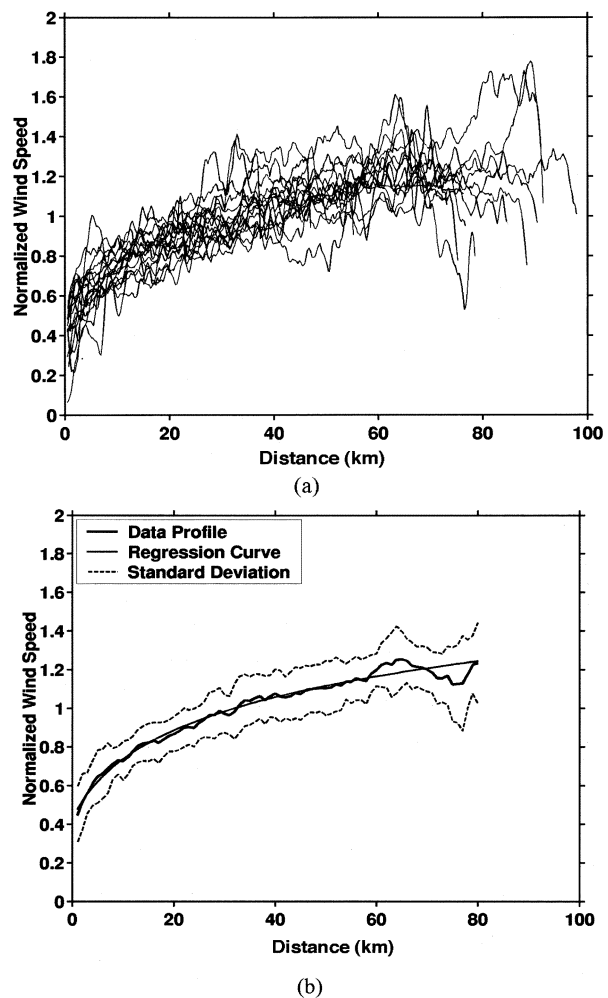 2
1.8
1.6
1.4
1.2
1
0.8
0.6
0.4
0.2
0
Normalized Wind Speed
0 20 40 60 80 100
Distance (km)
(a)
2
1.8
1.6
1.4
1.2
1
0.8
0.6
0.4
0.2
0
Normalized Wind Speed
Data Profile
Regression Curve
Standard Deviation
0 20 40 60 80 100
Distance (km)
(b)